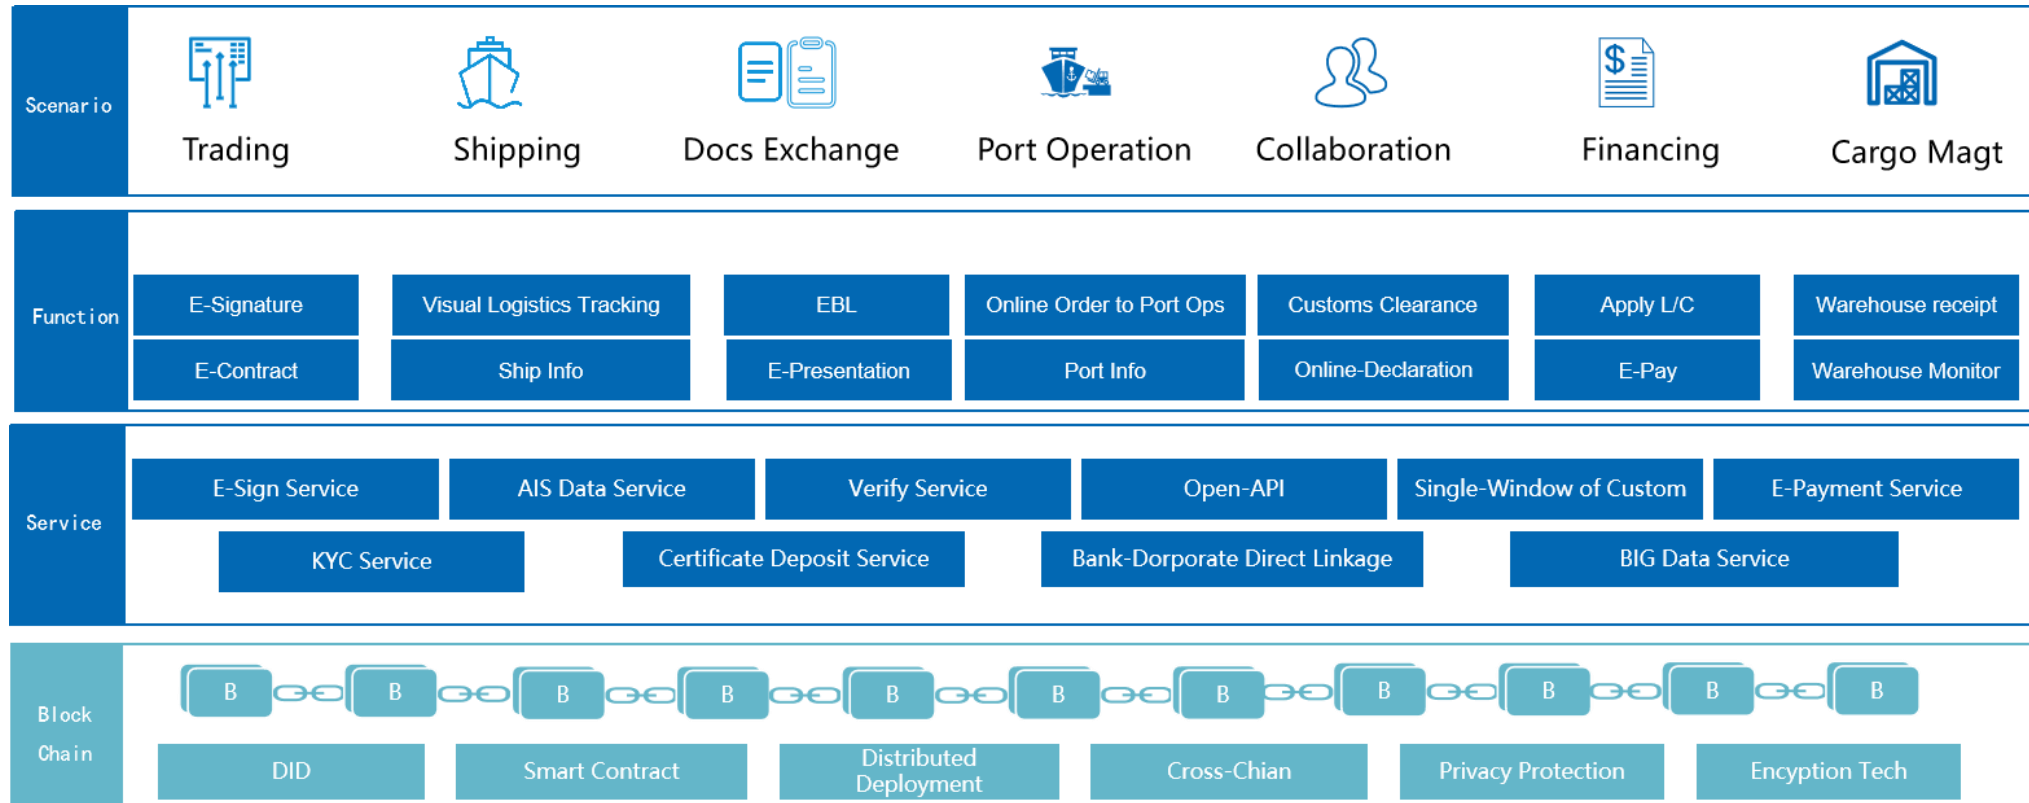 Scenario
Trading
Shipping
Docs Exchange
Port Operation
Collaboration
Financing
Cargo Magt
Function
E-Signature
Visual Logistics Tracking
EBL
Online Order to Port Ops
Customs Clearance
Apply L/C
Warehouse receipt
E-Contract
Ship Info
E-Presentation
Port Info
Online-Declaration
E-Pay
Warehouse Monitor
Service
E-Sign Service
AIS Data Service
Verify Service
Open-API
Single-Window of Custom
E-Payment Service
KYC Service
Certificate Deposit Service
Bank-Dorporate Direct Linkage
BIG Data Service
Block
Chain
B
B
B
B
B
B
B
B
B
B
B
DID
Smart Contract
Distributed
Deployment
Cross-Chian
Privacy Protection
Encyption Tech